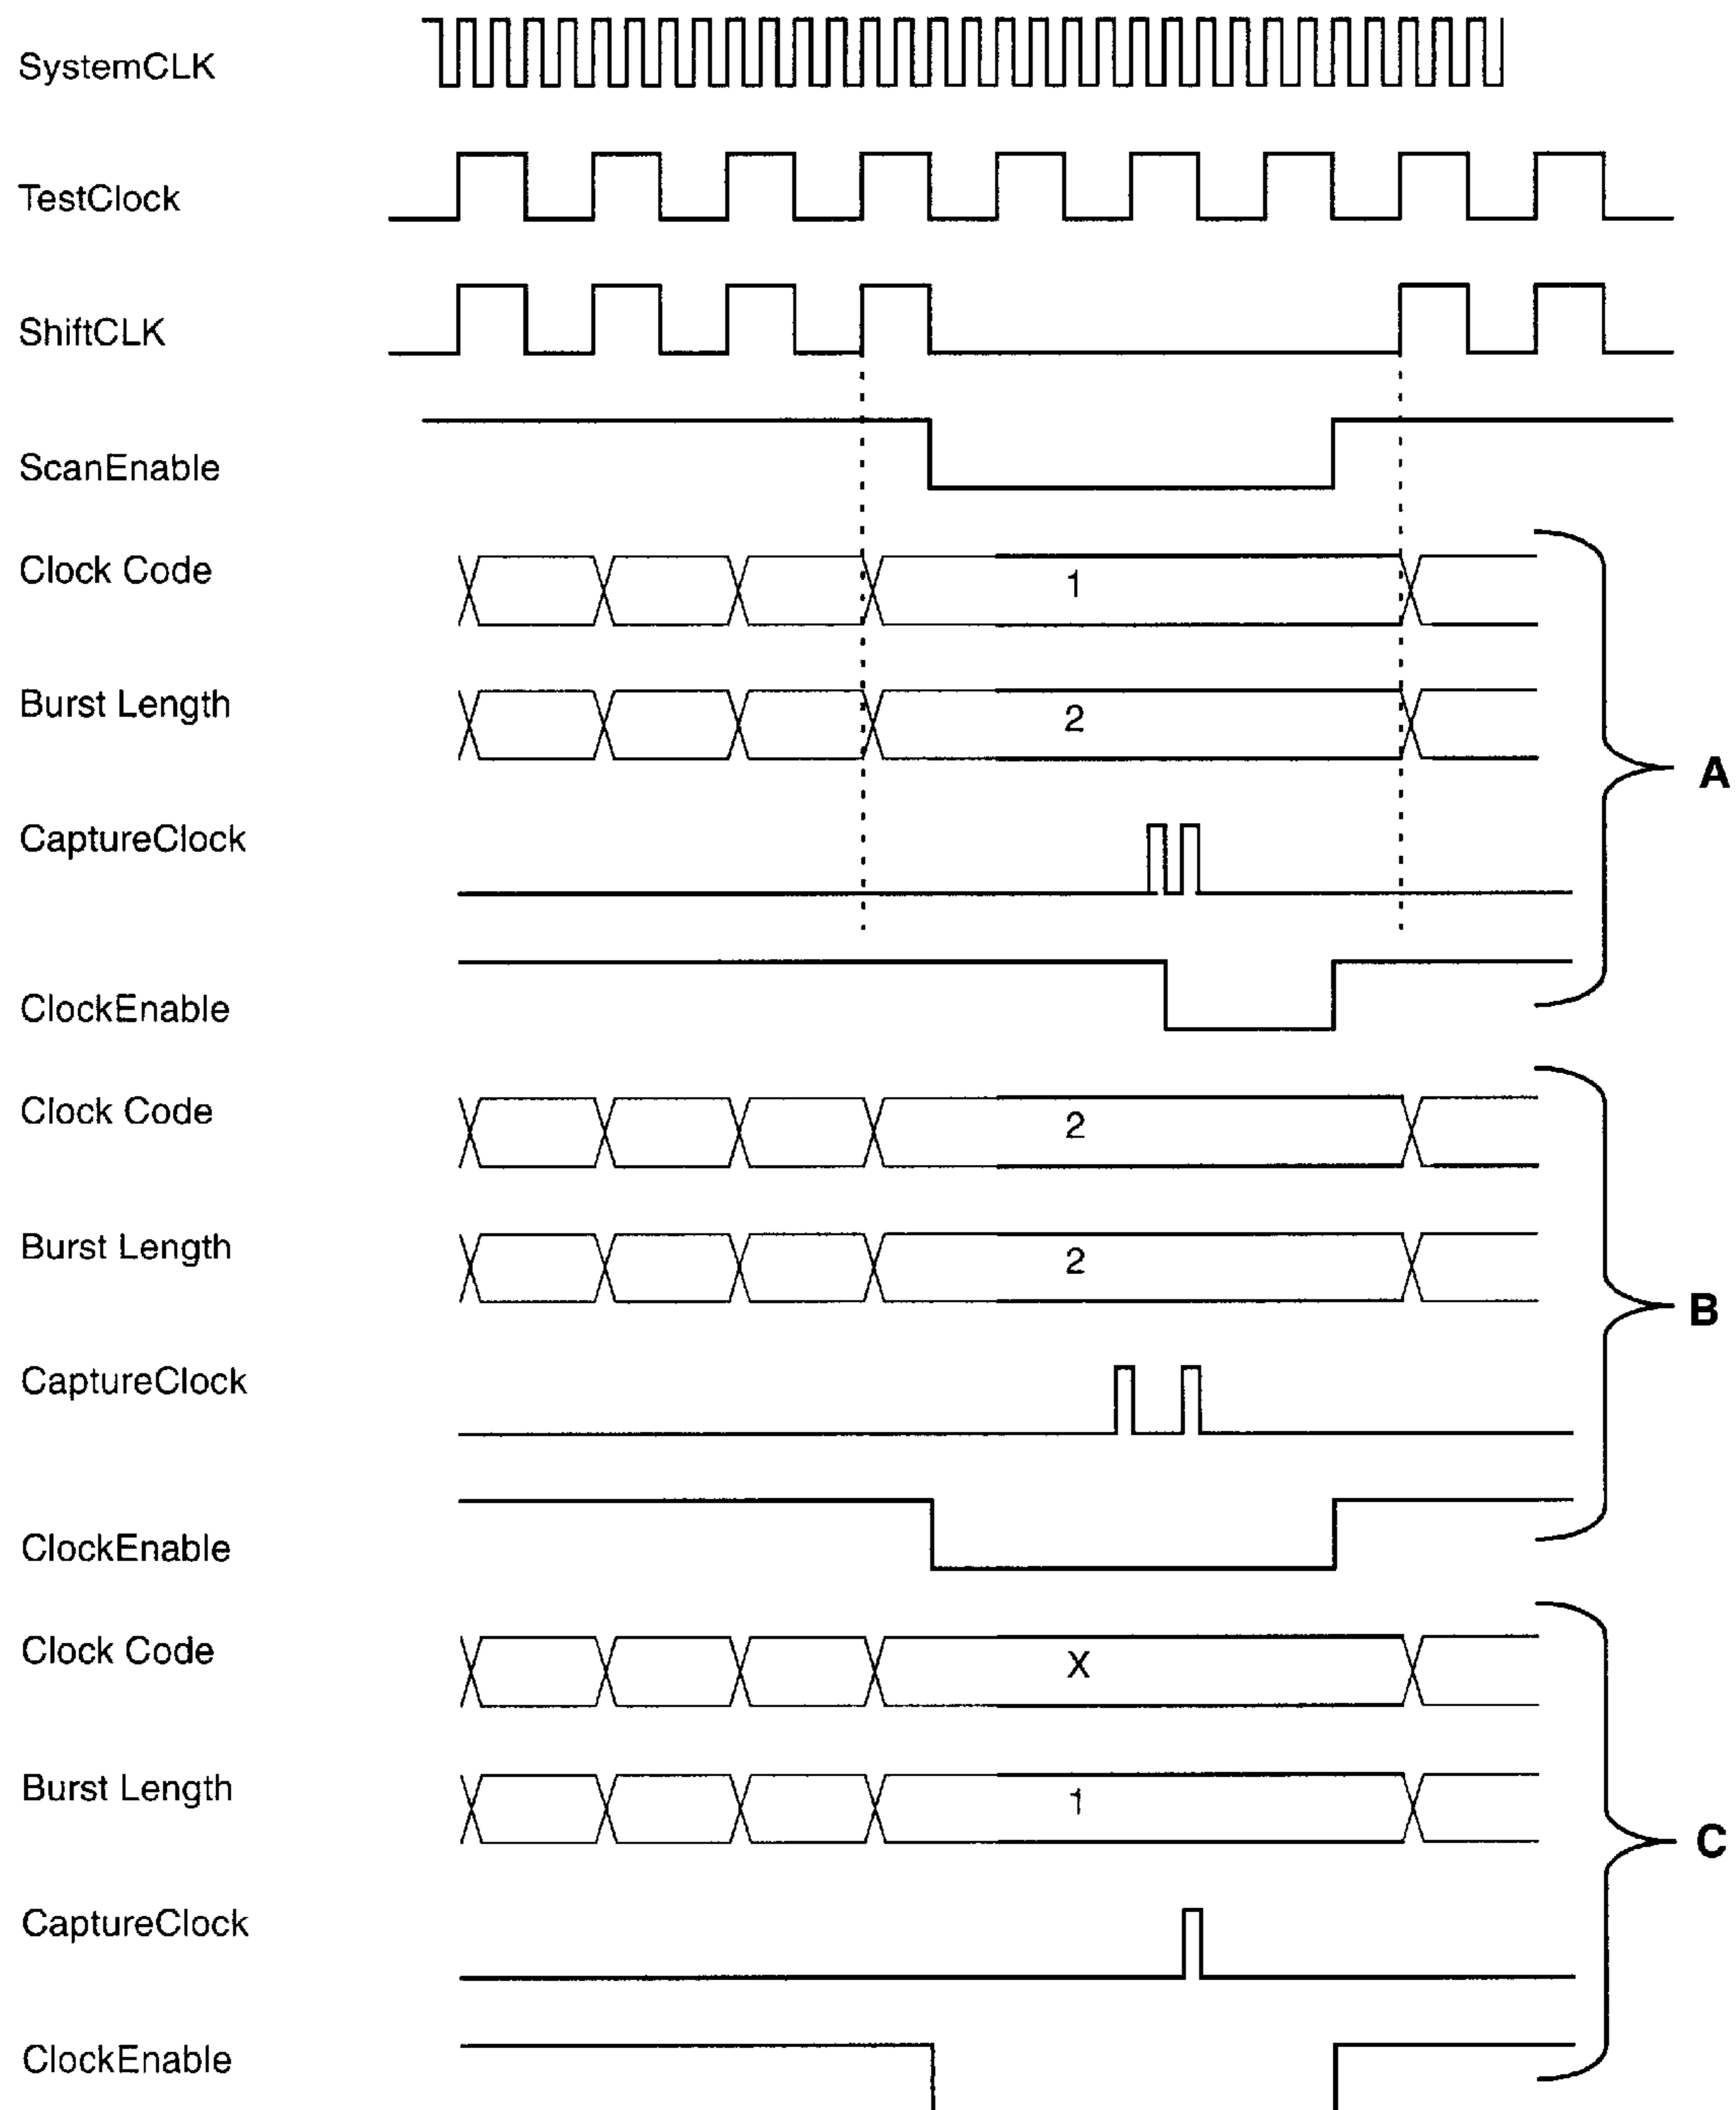 SystemCLK
TestClock
ShiftCLK
ScanEnable
Clock Code
1
Burst Length
2
A
CaptureClock
ClockEnable
Clock Code
2
Burst Length
2
B
CaptureClock
ClockEnable
Clock Code
X
Burst Length
1
C
CaptureClock
ClockEnable